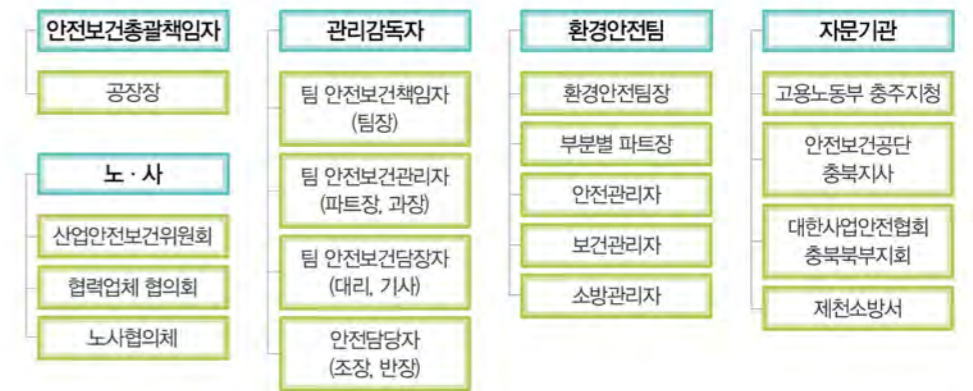 안전보건총괄책임자
공장장
노 · 사
산업안전보건위원회
협력업체 협의회
노사협의체
관리감독자
팀 안전보건책임자
(팀장)
팀 안전보건관리자
(파트장, 과장)
팀 안전보건담장자
(대리, 기사)
안전담당자
(조장, 반장)
환경안전팀
환경안전팀장
부분별 파트장
안전관리자
보건관리자
소방관리자
자문기관
고용노동부 충주지청
안전보건공단
충북지사
대한사업안전협회
충북북부지회
제천소방서